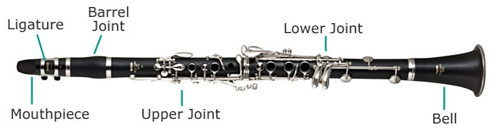 Ligature
Barrel
Joint
Lower Joint
Mouthpiece
Upper Joint
Bell